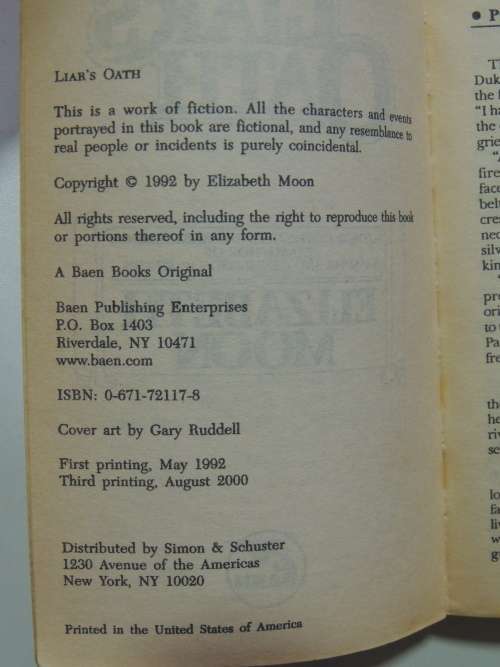 LIAR'S OATH
This is a work of fiction. All the characters and events
portrayed in this book are fictional, and any resemblance to
real people or incidents is purely coincidental.
Copyright © 1992 by Elizabeth Moon
All rights reserved, including the right to reproduce this book
or portions thereof in any form.
A Baen Books Original
Baen Publishing Enterprises
P.O. Box 1403
Riverdale, NY 10471
www.baen.com
ISBN: 0-671-72117-8
Cover art by Gary Ruddell
First printing, May 1992
Third printing, August 2000
Distributed by Simon & Schuster
1230 Avenue of the Americas
New York, NY 10020
Printed in the United States of America